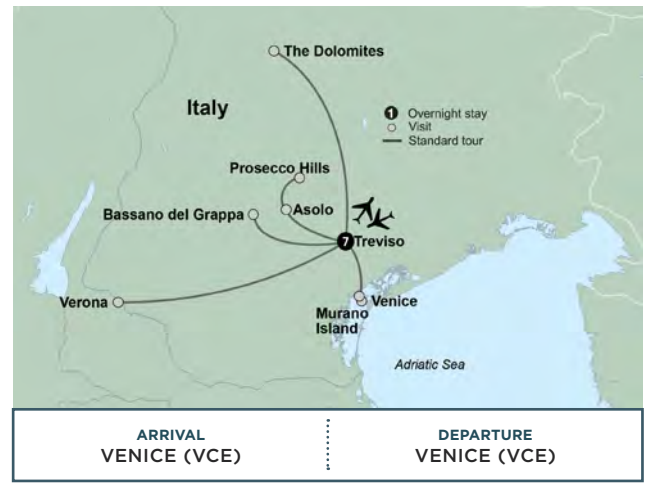 The Dolomites
Italy
1 Overnight stay
Visit
Standard tour
Prosecco Hills
Asolo
Bassano del Grappa
7 Treviso
Verona
Venice
Murano
Island
Adriatic Sea
ARRIVAL
VENICE (VCE)
DEPARTURE
VENICE (VCE)